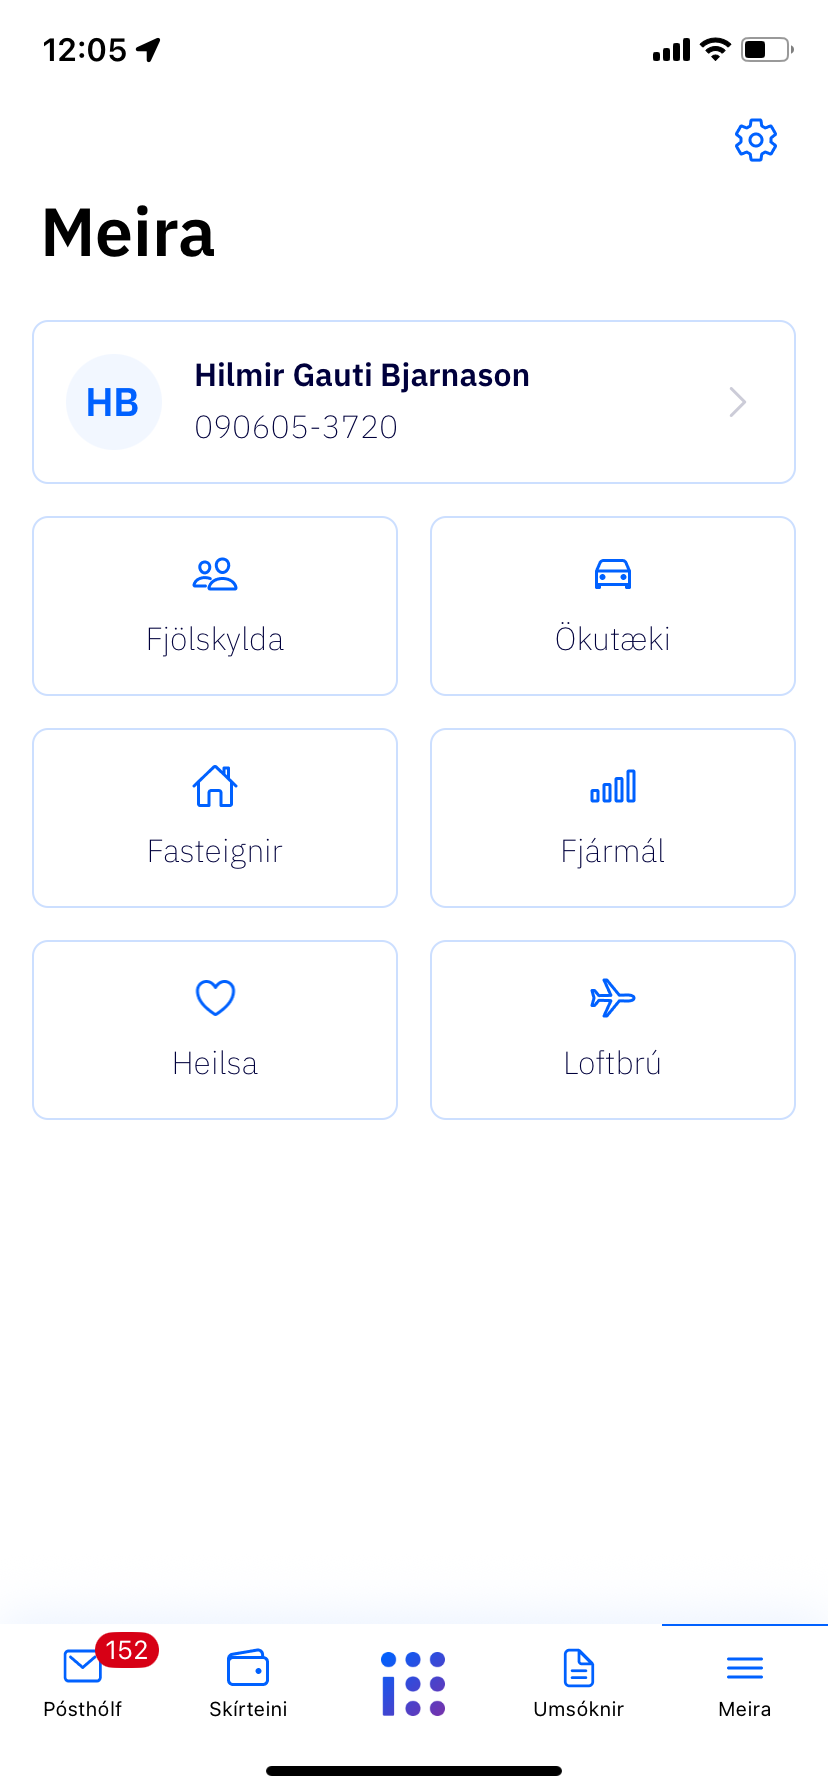 12:05
Meira
HB
Hilmir Gauti Bjarnason
090605-3720
Fjölskylda
Ökutæki
Fasteignir
Fjármál
Heilsa
Loftbrú
152
Pósthólf
Skírteini
Umsóknir
Meira